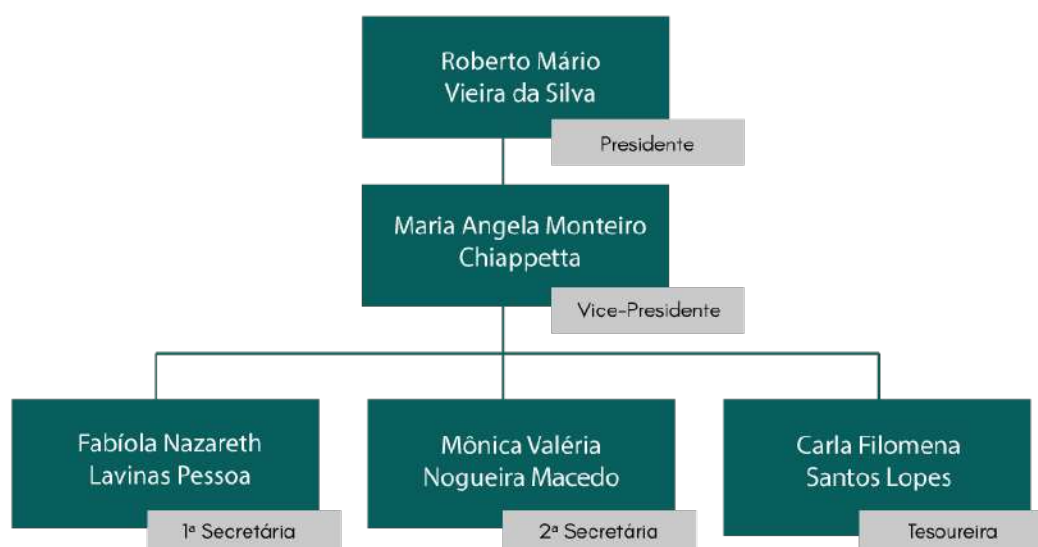 Roberto Mário
Vieira da Silva
Presidente
Maria Angela Monteiro
Chiappetta
Vice-Presidente
Fabíola Nazareth
Lavinas Pessoa
1ª Secretária
Mônica Valéria
Nogueira Macedo
2ª Secretária
Carla Filomena
Santos Lopes
Tesoureira